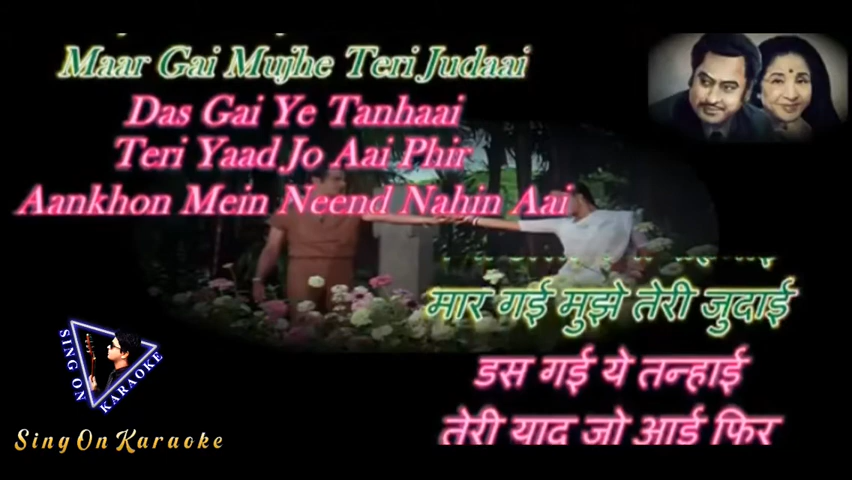 Maar Gai Mujhe Teri Judaai
Das Gai Ye Tanhaai
Teri Yaad Jo Aai Phir
Aankhon Mein Neend Nahin Aai
मार गई मुझे तेरी जुदाई
डस गई ये तन्हाई
तेरी याद जो आई फिर
SING ON KARAOKE
Sing On Karaoke